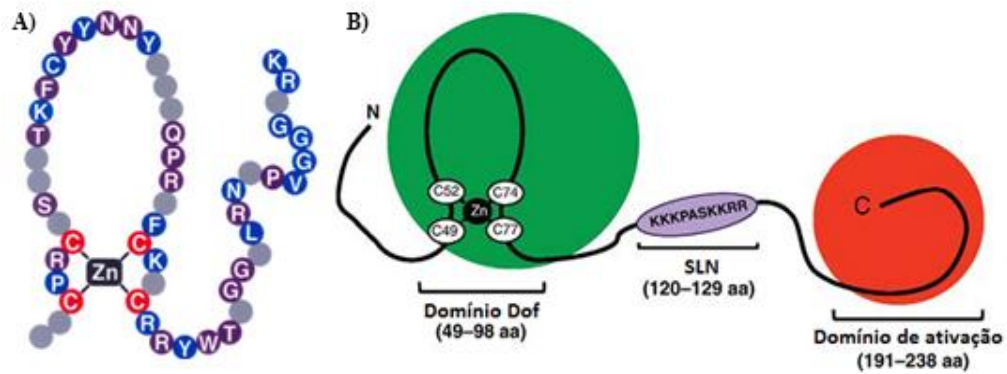 A)
C P R C S T K F C Y Y N N Y Q P R F C K C R R Y W T G G L R N P V G G G R K
Zn
B)
N
C52
C74
Zn
C49
C77
Domínio Dof
(49–98 aa)
KKKPASKKRR
SLN
(120–129 aa)
C
Domínio de ativação
(191–238 aa)